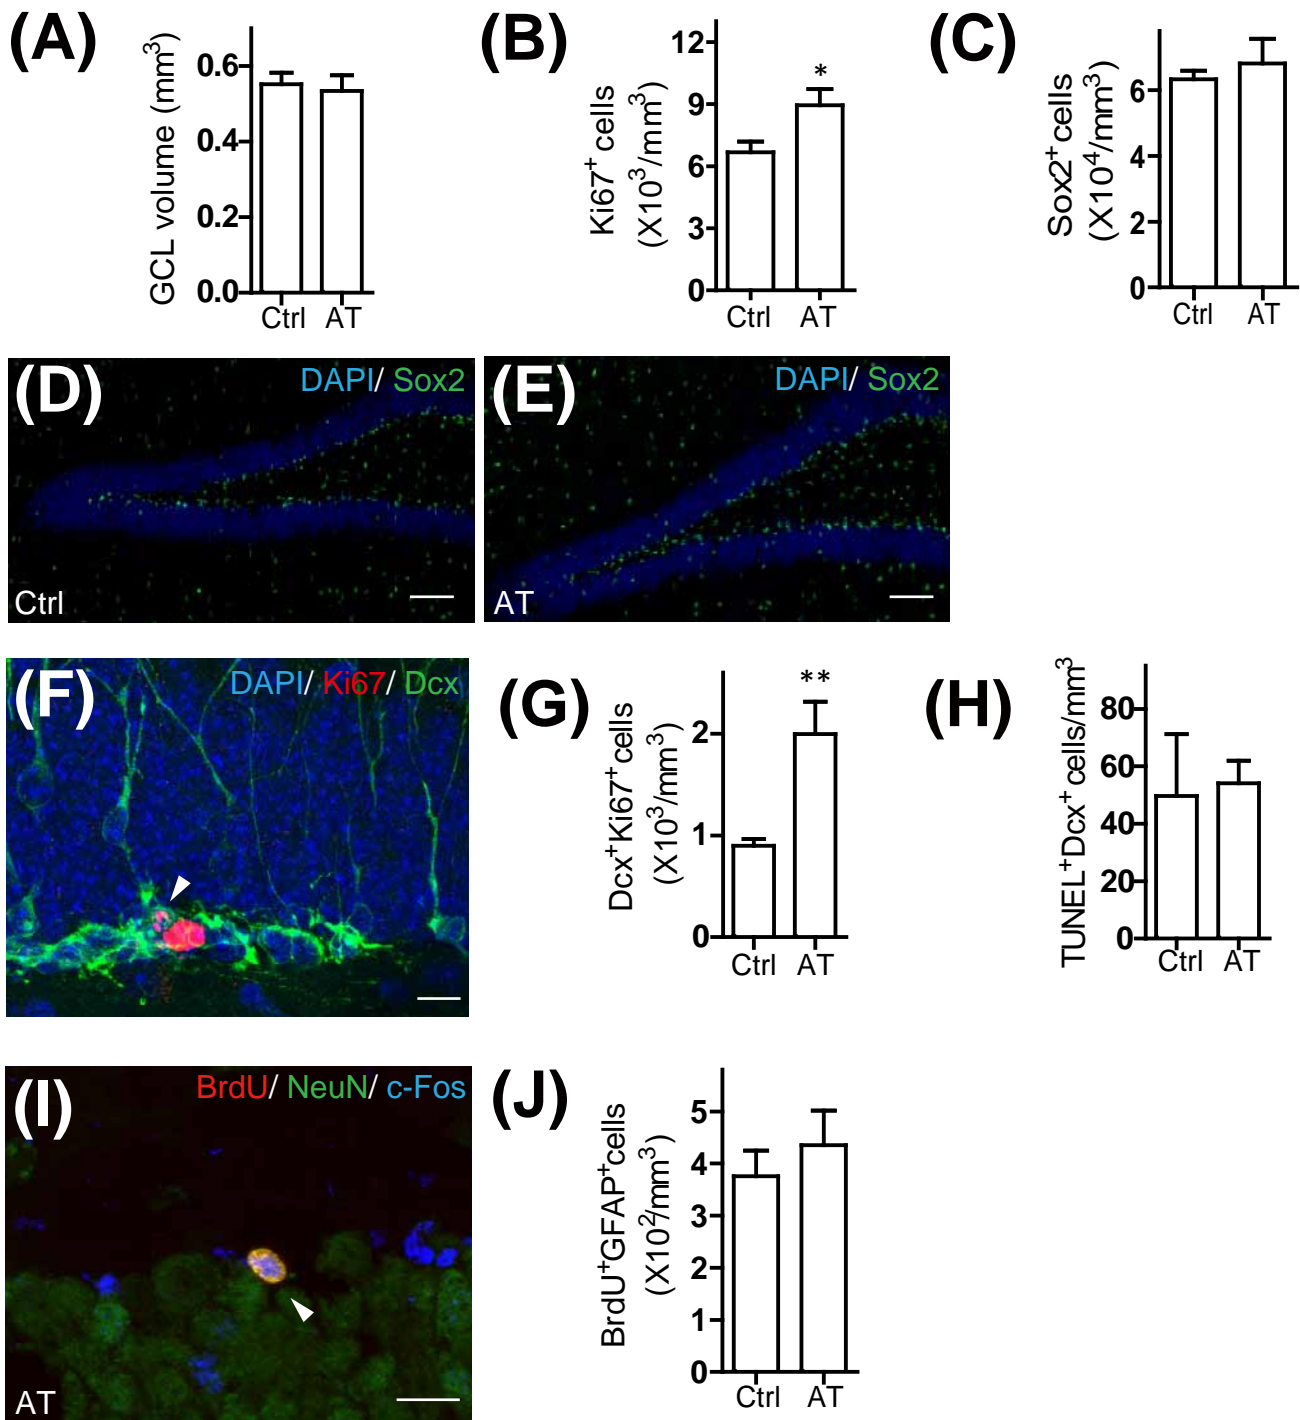 (A)
GCL volume (mm³)
0.6
0.4
0.2
0.0
Ctrl AT
(B)
Ki67⁺ cells
(X10³/mm³)
12
9
6
3
0
*
Ctrl AT
(C)
Sox2⁺ cells
(X10⁴/mm³)
6
4
2
0
Ctrl AT
(D)
DAPI/ Sox2
Ctrl
(E)
DAPI/ Sox2
AT
(F)
DAPI/ Ki67/ Dcx
(G)
Dcx⁺Ki67⁺ cells
(X10³/mm³)
2
1
0
**
Ctrl AT
(H)
TUNEL⁺Dcx⁺ cells/mm³
80
60
40
20
0
Ctrl AT
(I)
BrdU/ NeuN/ c-Fos
AT
(J)
BrdU⁺GFAP⁺cells
(X10²/mm³)
5
4
3
2
1
0
Ctrl AT